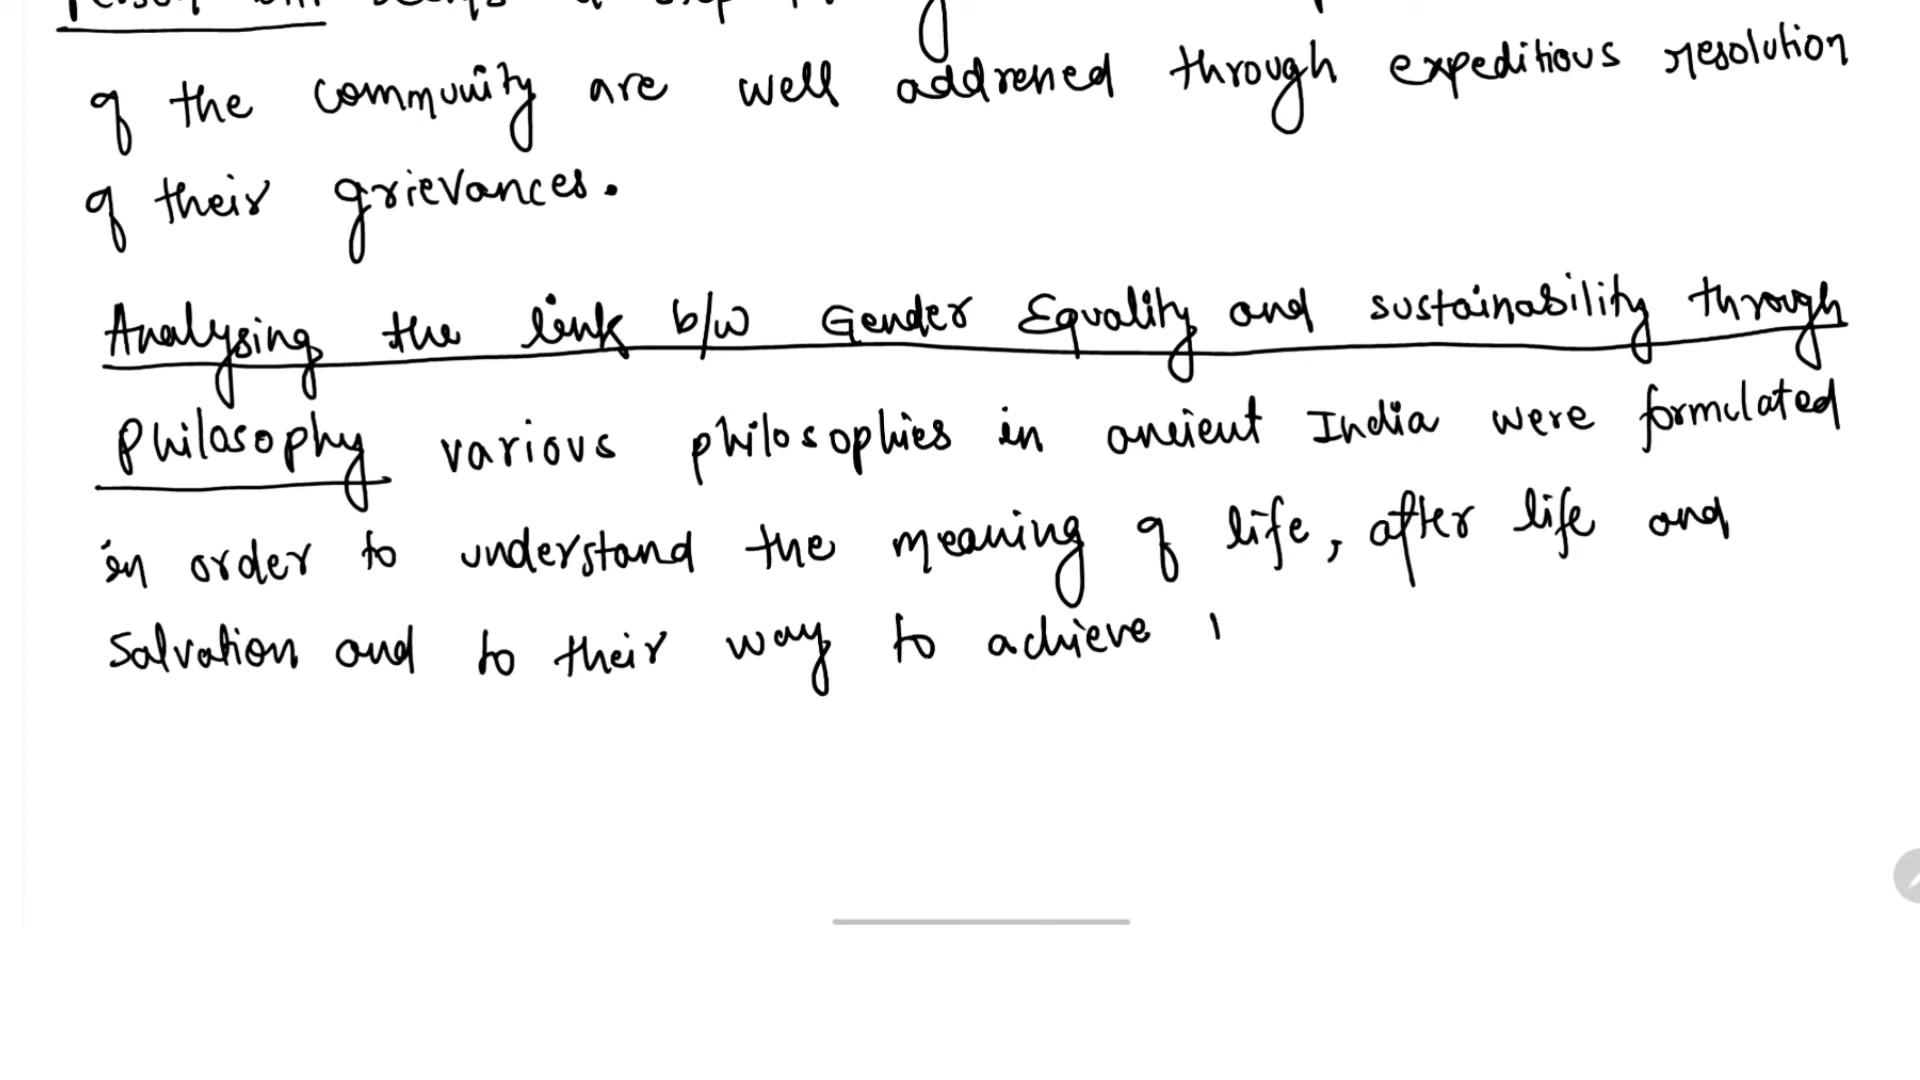 of the community are well addressed through expeditious resolution
of their grievances.
Analysing the link b/w Gender Equality and sustainability through
Philosophy various philosophies in ancient India were formulated
in order to understand the meaning of life, after life and
Salvation and to their way to achieve